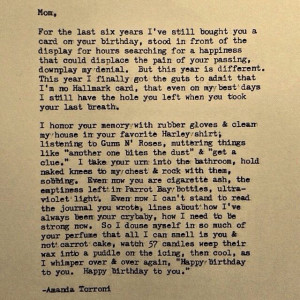 Mom,
For the last six years I've still bought you a
card on your birthday, stood in front of the
display for hours searching for a happiness
that could displace the pain of your passing,
downplay my denial. But this year is different.
This year I finally got the guts to admit that
I'm no Hallmark card, that even on my best days
I still have the hole you left when you took
your last breath.
I honor your memory with rubber gloves & clean
my house in your favorite Harley shirt,
listening to Guns N' Roses, muttering things
like "another one bites the dust" & "get a
clue." I take your urn into the bathroom, hold
naked knees to my chest & rock with them,
sobbing. Even now you are cigarette ash, the
emptiness left in Parrot Bay bottles, ultra-
violet light. Even now I can't stand to read
the journal you wrote, lines about how I've
always been your crybaby, how I need to be
strong now. So I douse myself in so much
of your perfume that all I can smell is you &
not carrot cake, watch 57 candles weep their
wax into a puddle on the icing, then cool, as
I whisper over & over again, "Happy birthday
to you. Happy birthday to you."
-Amanda Torroni